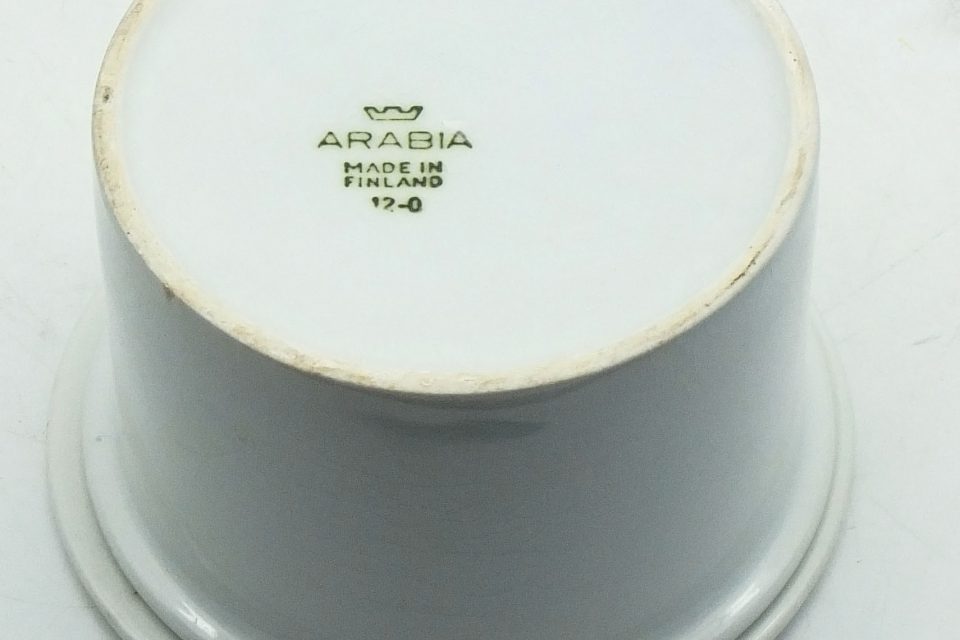 ARABIA
MADE IN
FINLAND
12-0